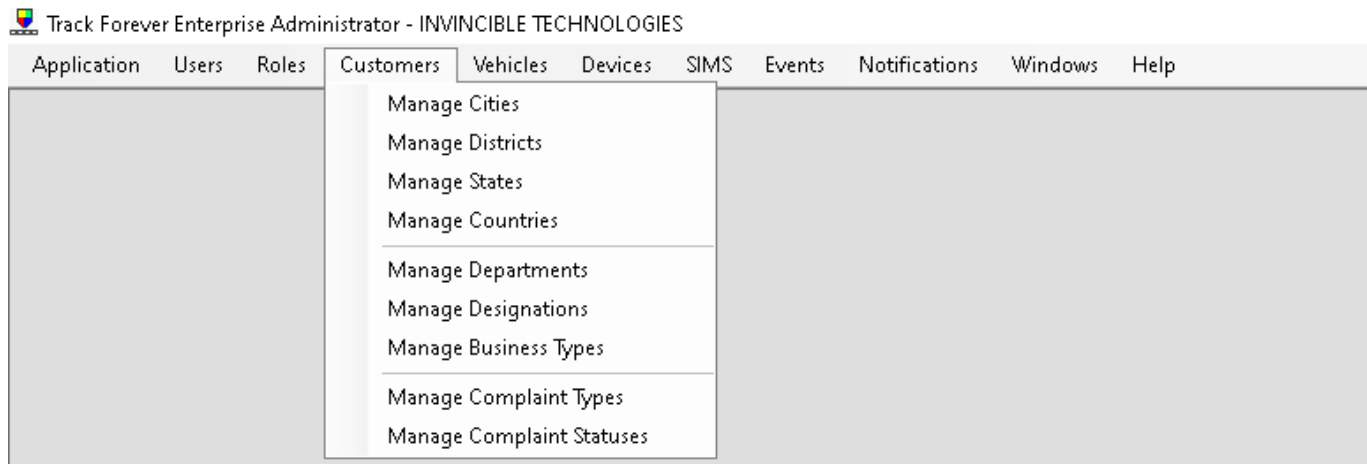 Track Forever Enterprise Administrator - INVINCIBLE TECHNOLOGIES
Application Users Roles Customers Vehicles Devices SIMS Events Notifications Windows Help
Manage Cities
Manage Districts
Manage States
Manage Countries
Manage Departments
Manage Designations
Manage Business Types
Manage Complaint Types
Manage Complaint Statuses